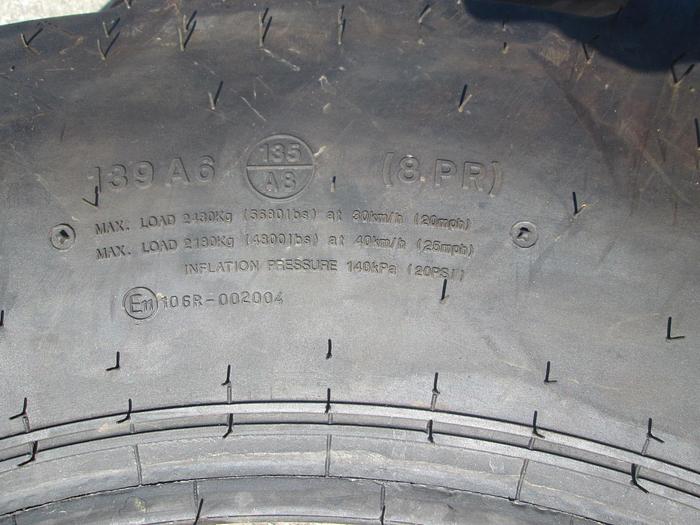 139 A6 135 A8 (8 PR)
MAX. LOAD 2430Kg (5680lbs) at 30km/h (20mph)
MAX. LOAD 2180Kg (4800lbs) at 40km/h (25mph)
INFLATION PRESSURE 140kPa (20PSI)
E11 106R-002004